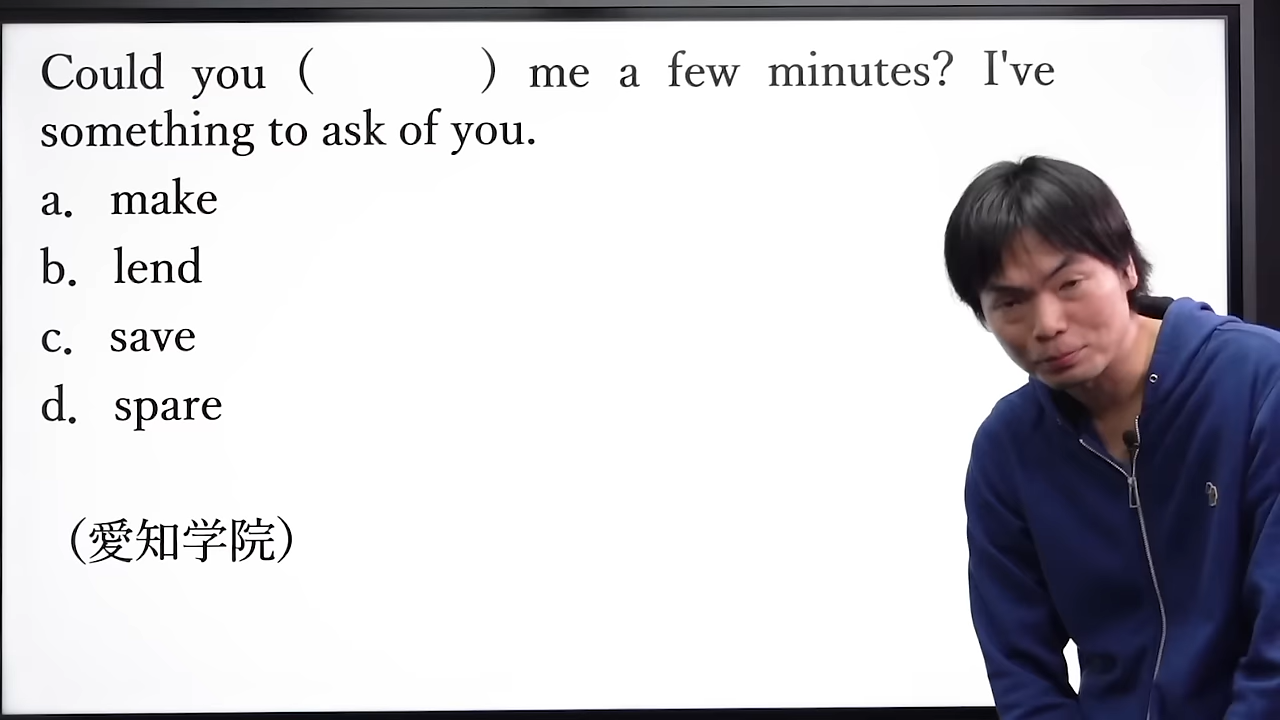 Could you (　　　) me a few minutes? I've
something to ask of you.
a. make
b. lend
c. save
d. spare
(愛知学院)